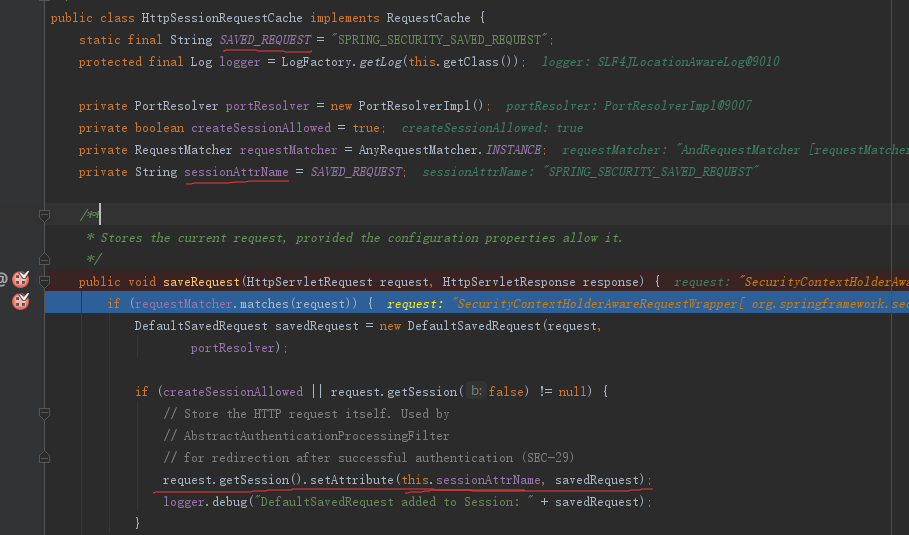 public class HttpSessionRequestCache implements RequestCache {
static final String SAVED_REQUEST = "SPRING_SECURITY_SAVED_REQUEST";
protected final Log logger = LogFactory.getLog(this.getClass()); logger: SLF4JLocationAwareLog@9010
private PortResolver portResolver = new PortResolverImpl(); portResolver: PortResolverImpl@9007
private boolean createSessionAllowed = true; createSessionAllowed: true
private RequestMatcher requestMatcher = AnyRequestMatcher.INSTANCE; requestMatcher: "AndRequestMatcher [requestMatcher
private String sessionAttrName = SAVED_REQUEST; sessionAttrName: "SPRING_SECURITY_SAVED_REQUEST"
/**
* Stores the current request, provided the configuration properties allow it.
*/
@ public void saveRequest(HttpServletRequest request, HttpServletResponse response) { request: "SecurityContextHolderAwa
if (requestMatcher.matches(request)) { request: "SecurityContextHolderAwareRequestWrapper[ org.springframework.sec
DefaultSavedRequest savedRequest = new DefaultSavedRequest(request,
portResolver);
if (createSessionAllowed || request.getSession( b: false) != null) {
// Store the HTTP request itself. Used by
// AbstractAuthenticationProcessingFilter
// for redirection after successful authentication (SEC-29)
request.getSession().setAttribute(this.sessionAttrName, savedRequest);
logger.debug("DefaultSavedRequest added to Session: " + savedRequest);
}